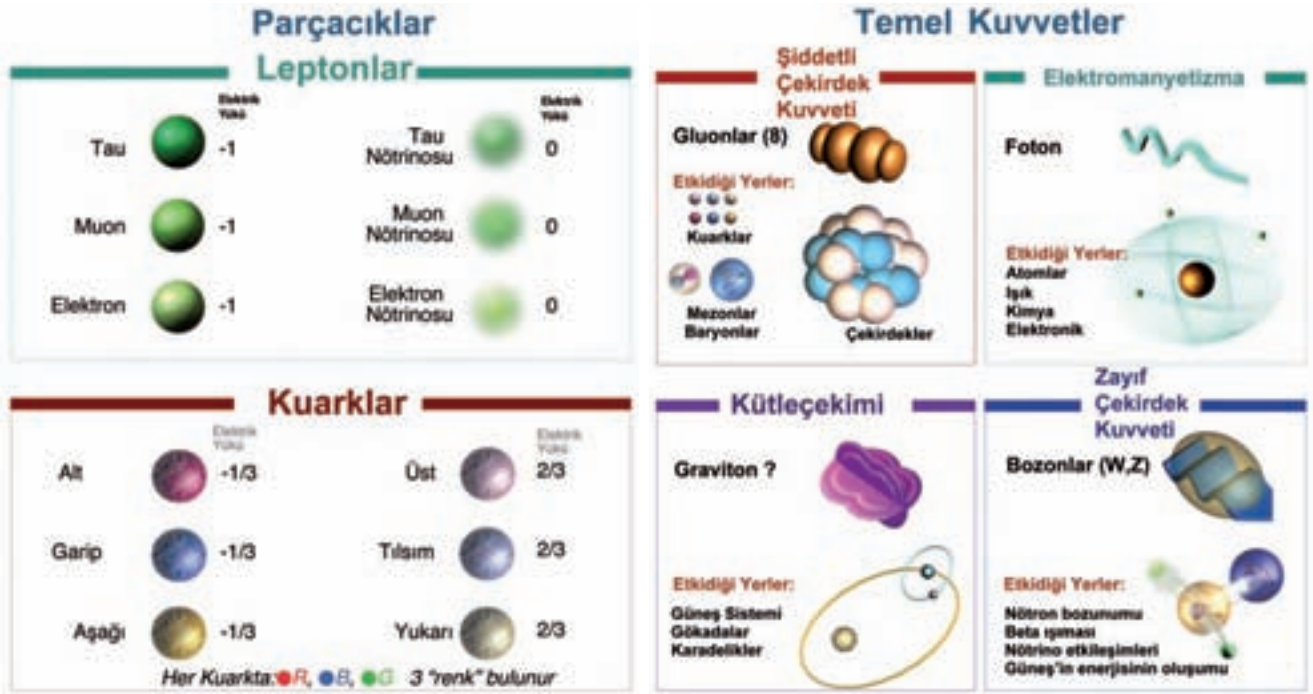 Parçacıklar
Leptonlar
Elektrik
Yükü
Elektrik
Yükü
Tau
-1
Tau
Nötrinosu
0
Muon
-1
Muon
Nötrinosu
0
Elektron
-1
Elektron
Nötrinosu
0
Kuarklar
Elektrik
Yükü
Elektrik
Yükü
Alt
-1/3
Üst
2/3
Garip
-1/3
Tılsım
2/3
Aşağı
-1/3
Yukarı
2/3
Her Kuarkta: R, B, G 3 "renk" bulunur
Temel Kuvvetler
Şiddetli
Çekirdek
Kuvveti
Gluonlar (8)
Etkidiği Yerler:
Kuarklar
Mezonlar
Baryonlar
Çekirdekler
Elektromanyetizma
Foton
Etkidiği Yerler:
Atomlar
Işık
Kimya
Elektronik
Kütleçekimi
Graviton ?
Etkidiği Yerler:
Güneş Sistemi
Gökadalar
Karadelikler
Zayıf
Çekirdek
Kuvveti
Bozonlar (W,Z)
Etkidiği Yerler:
Nötron bozunumu
Beta ışıması
Nötrino etkileşimleri
Güneş'in enerjisinin oluşumu